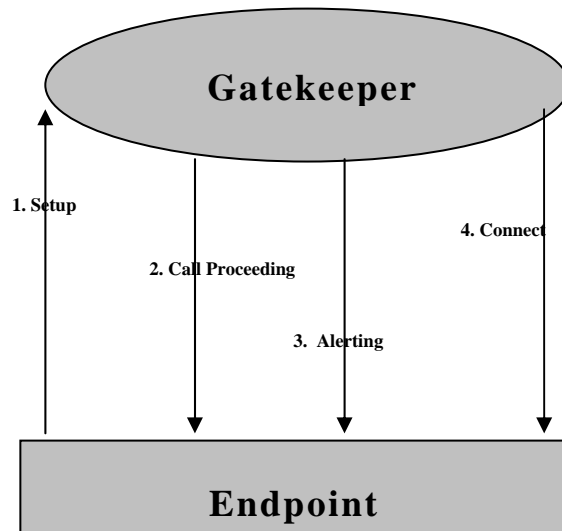 Gatekeeper
1. Setup
4. Connect
2. Call Proceeding
3. Alerting
Endpoint